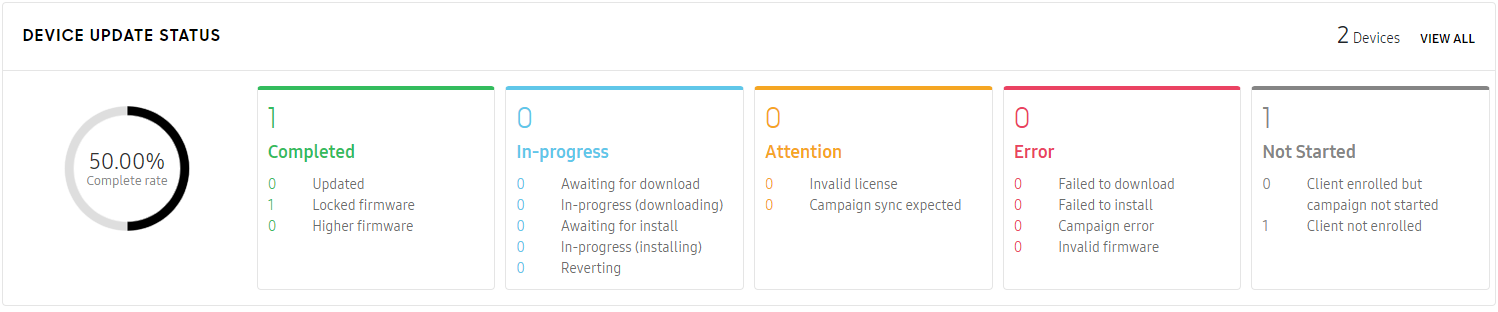 DEVICE UPDATE STATUS
2 Devices VIEW ALL
50.00%
Complete rate
1
Completed
0 Updated
1 Locked firmware
0 Higher firmware
0
In-progress
0 Awaiting for download
0 In-progress (downloading)
0 Awaiting for install
0 In-progress (installing)
0 Reverting
0
Attention
0 Invalid license
0 Campaign sync expected
0
Error
0 Failed to download
0 Failed to install
0 Campaign error
0 Invalid firmware
1
Not Started
0 Client enrolled but
campaign not started
1 Client not enrolled